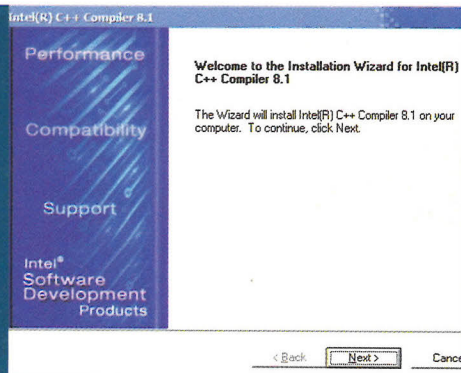 Intel(R) C++ Compiler 8.1
Performance
Compatibility
Support
Intel®
Software
Development
Products
Welcome to the Installation Wizard for Intel(R)
C++ Compiler 8.1
The Wizard will install Intel(R) C++ Compiler 8.1 on your
computer. To continue, click Next.
< Back
Next >
Cance